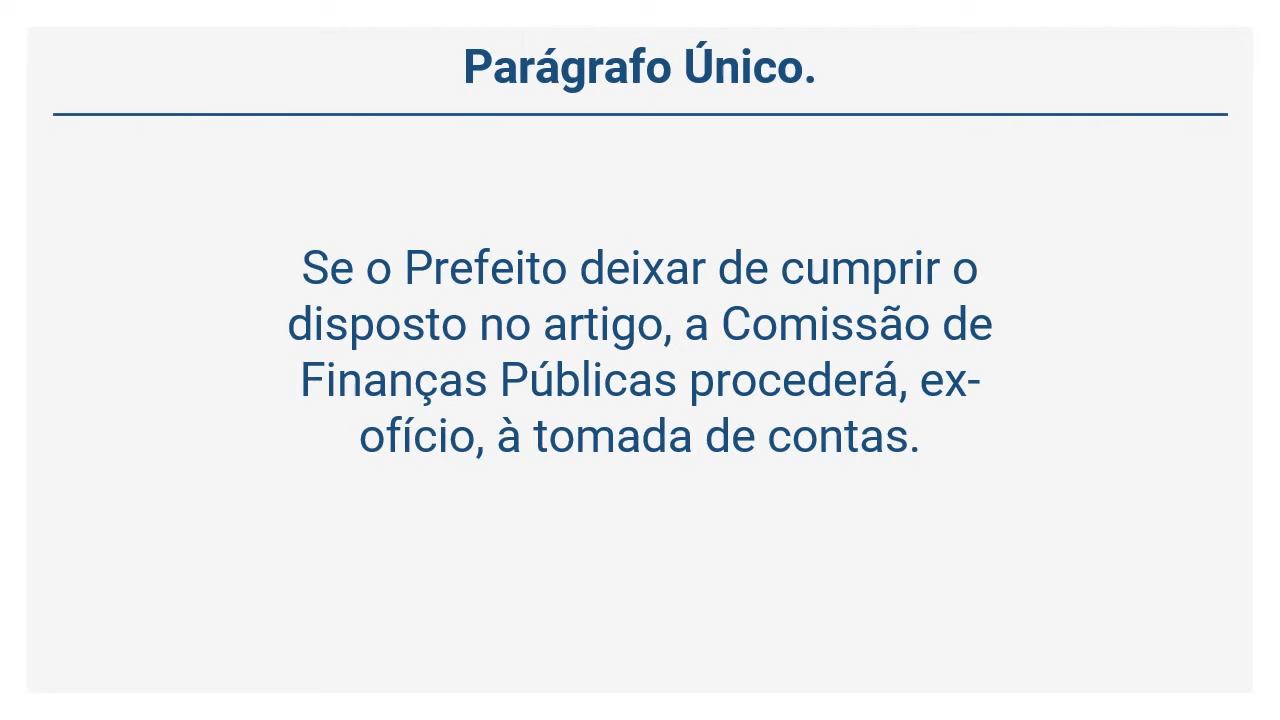 Parágrafo Único.
Se o Prefeito deixar de cumprir o
disposto no artigo, a Comissão de
Finanças Públicas procederá, ex-
ofício, à tomada de contas.